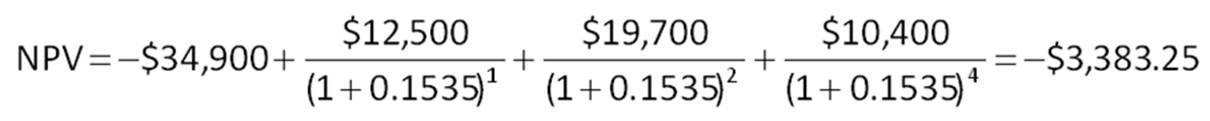 NPV=−$34,900+ $12,500/(1+0.1535)¹ + $19,700/(1+0.1535)² + $10,400/(1+0.1535)⁴ =−$3,383.25